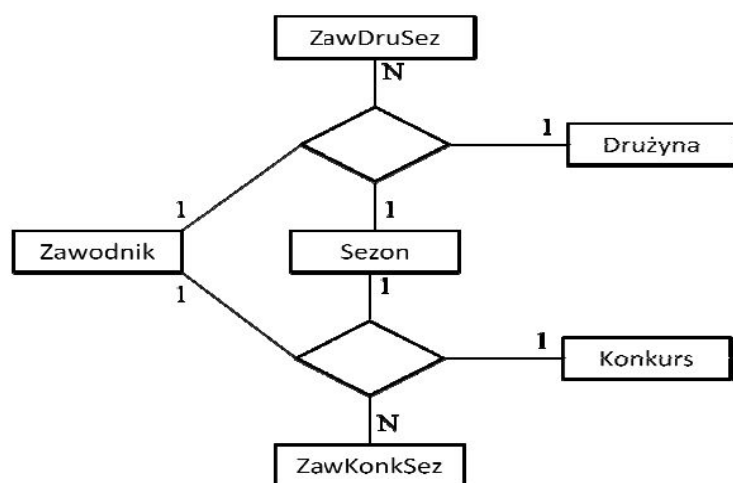 ZawDruSez
N
1
Drużyna
1
1
Zawodnik
Sezon
1
1
1
Konkurs
N
ZawKonkSez